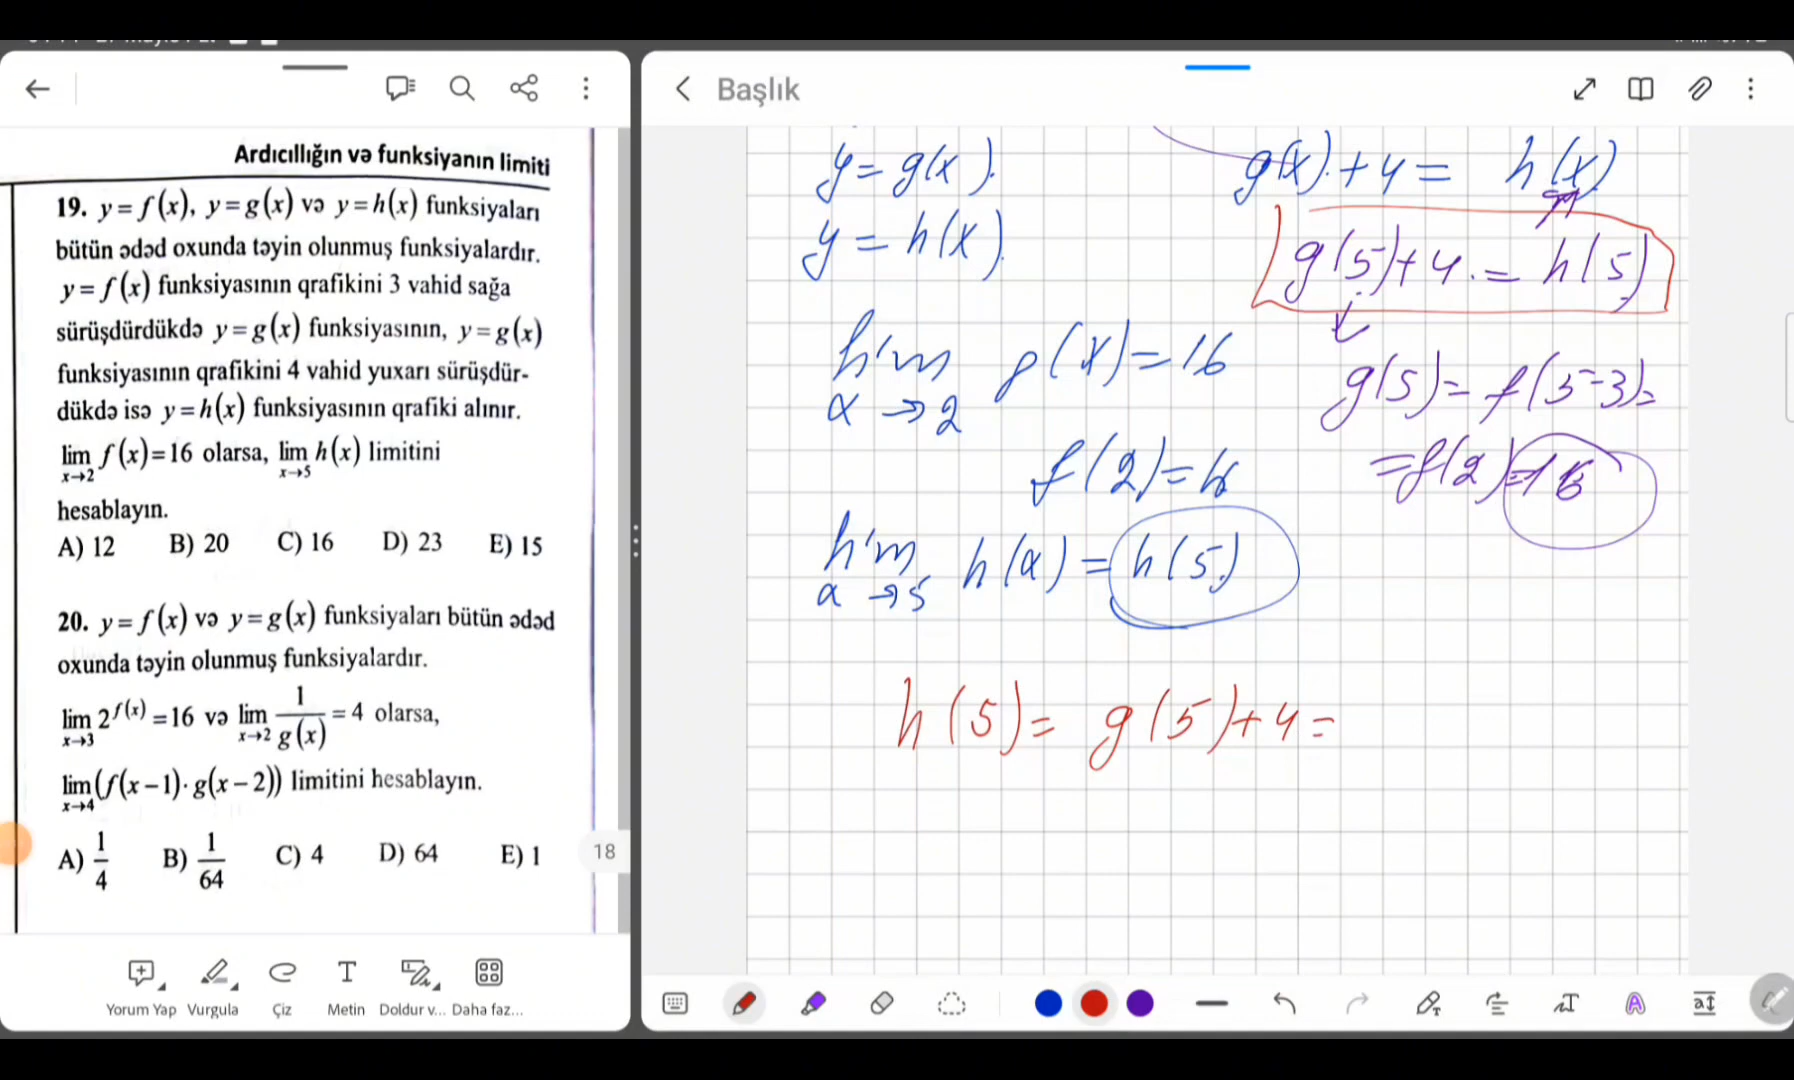 Ardıcıllığın və funksiyanın limiti
19. y=f(x), y=g(x) və y=h(x) funksiyaları
bütün ədəd oxunda təyin olunmuş funksiyalardır.
y=f(x) funksiyasının qrafikini 3 vahid sağa
sürüşdürdükdə y=g(x) funksiyasının, y=g(x)
funksiyasının qrafikini 4 vahid yuxarı sürüşdür-
dükdə isə y=h(x) funksiyasının qrafiki alınır.
lim x→2 f(x)=16 olarsa, lim x→5 h(x) limitini
hesablayın.
A) 12 B) 20 C) 16 D) 23 E) 15
20. y=f(x) və y=g(x) funksiyaları bütün ədəd
oxunda təyin olunmuş funksiyalardır.
lim x→3 2^f(x) =16 və lim x→2 1/g(x) = 4 olarsa,
lim x→4 (f(x−1)·g(x−2)) limitini hesablayın.
A) 1/4 B) 1/64 C) 4 D) 64 E) 1
18
Yorum Yap Vurgula Çiz Metin Doldur v... Daha faz...
Başlık
y=g(x)
y=h(x)
lim x→2 f(x)=16
f(2)=16
lim x→5 h(x)=h(5)
g(x)+4= h(x)
g(5)+4=h(5)
g(5)=f(5-3)=
=f(2)=16
h(5)= g(5)+4=